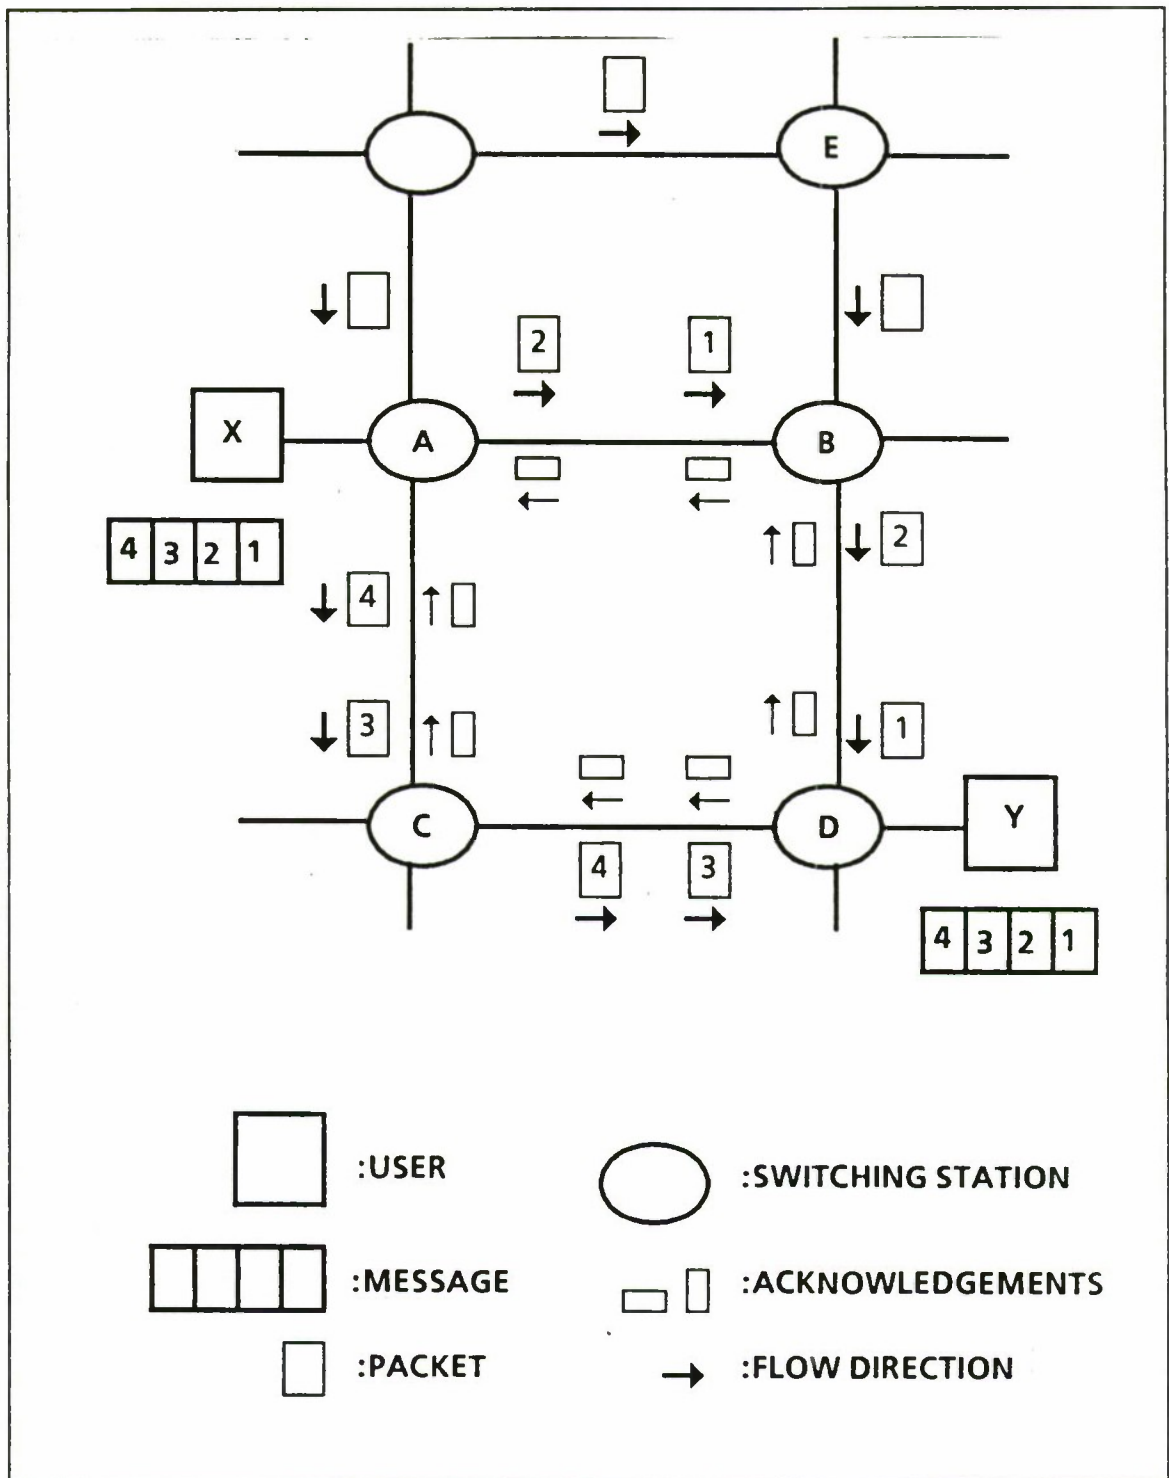 E
2 1
X A B
2
4 3 2 1
4
3 1
C D Y
4 3
4 3 2 1
:USER :SWITCHING STATION
:MESSAGE :ACKNOWLEDGEMENTS
:PACKET :FLOW DIRECTION